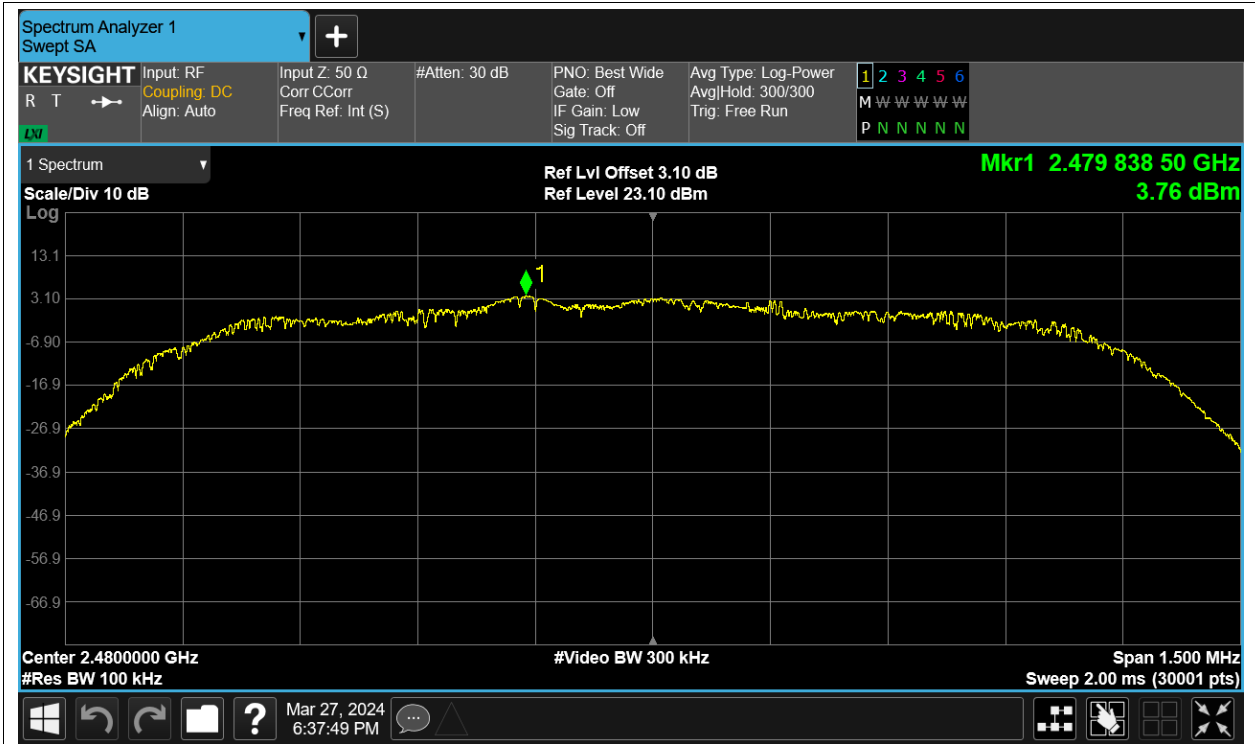 Spectrum Analyzer 1
Swept SA
KEYSIGHT
R T
LXI
Input: RF
Coupling: DC
Align: Auto
Input Z: 50 Ω
Corr CCorr
Freq Ref: Int (S)
#Atten: 30 dB
PNO: Best Wide
Gate: Off
IF Gain: Low
Sig Track: Off
Avg Type: Log-Power
Avg|Hold: 300/300
Trig: Free Run
1 2 3 4 5 6
M W W W W W
P N N N N N
1 Spectrum
Scale/Div 10 dB
Log
Ref Lvl Offset 3.10 dB
Ref Level 23.10 dBm
Mkr1 2.479 838 50 GHz
3.76 dBm
13.1
3.10
-6.90
-16.9
-26.9
-36.9
-46.9
-56.9
-66.9
1
Center 2.4800000 GHz
#Res BW 100 kHz
#Video BW 300 kHz
Span 1.500 MHz
Sweep 2.00 ms (30001 pts)
?
Mar 27, 2024
6:37:49 PM